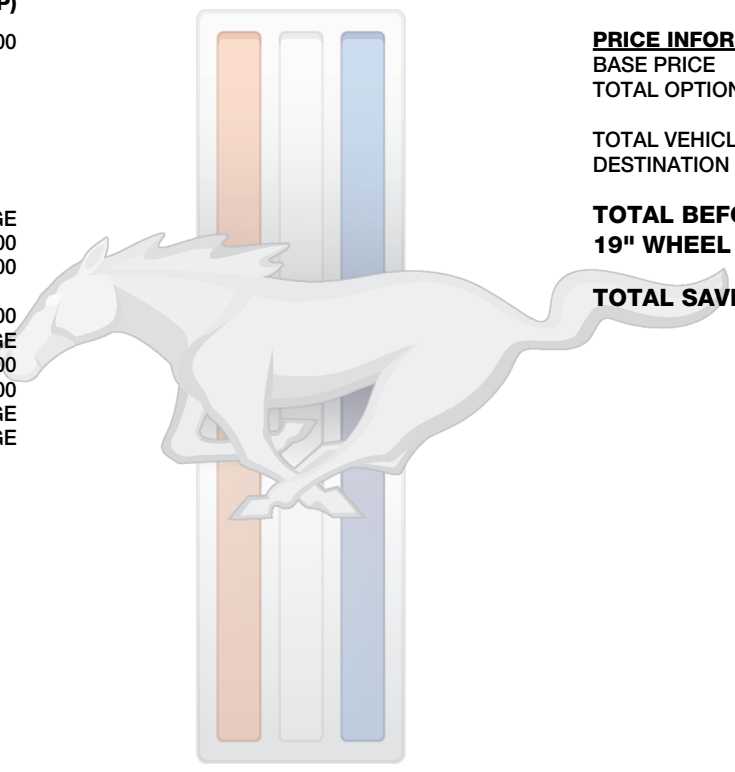 P)
00
GE
00
00
00
GE
00
00
GE
GE
PRICE INFOR
BASE PRICE
TOTAL OPTION
TOTAL VEHICL
DESTINATION
TOTAL BEFO
19" WHEEL
TOTAL SAVI